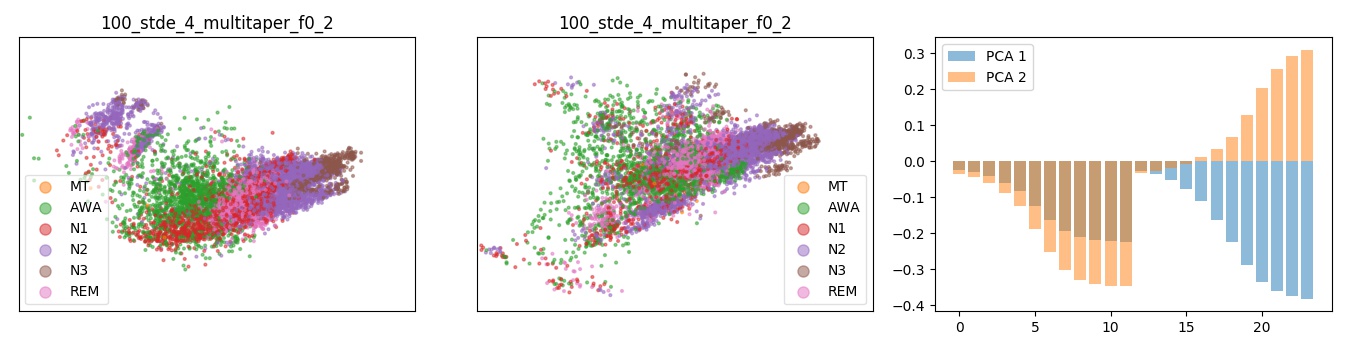 100_stde_4_multitaper_f0_2
MT
AWA
N1
N2
N3
REM
100_stde_4_multitaper_f0_2
MT
AWA
N1
N2
N3
REM
PCA 1
PCA 2
0.3
0.2
0.1
0.0
−0.1
−0.2
−0.3
−0.4
0 5 10 15 20